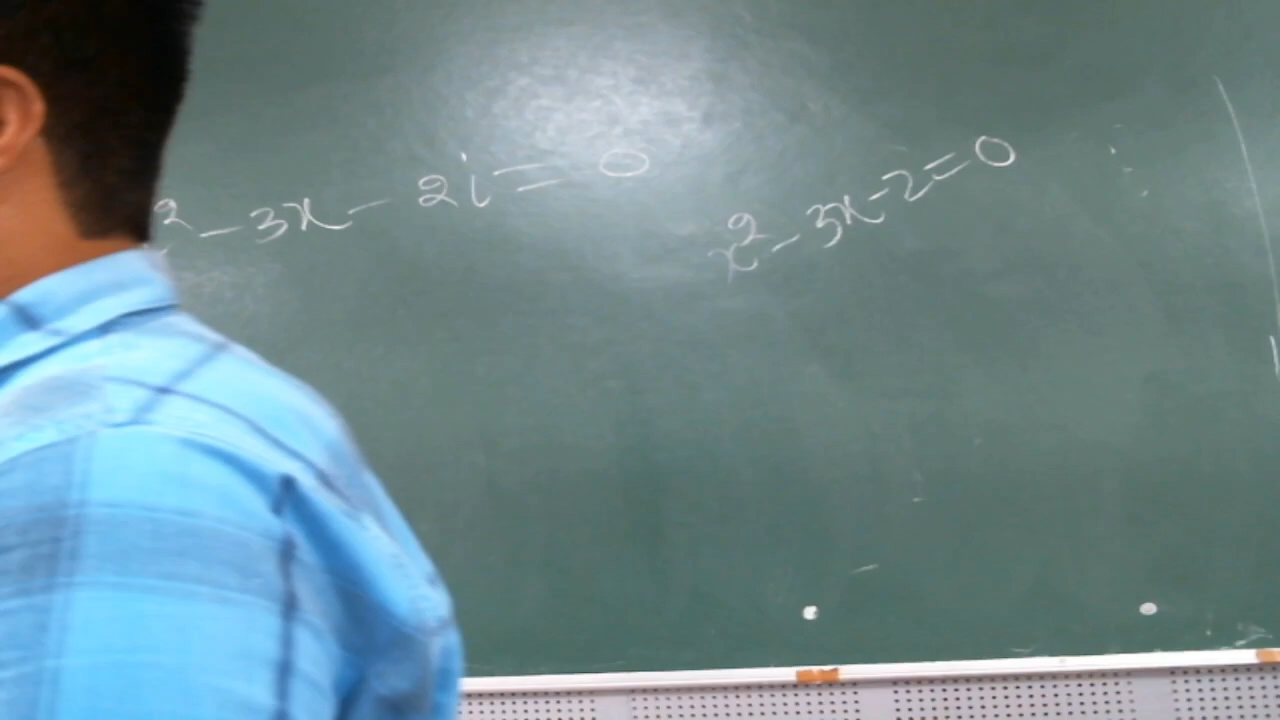 ² - 3x - 2i = 0
x² - 3x - 2 = 0